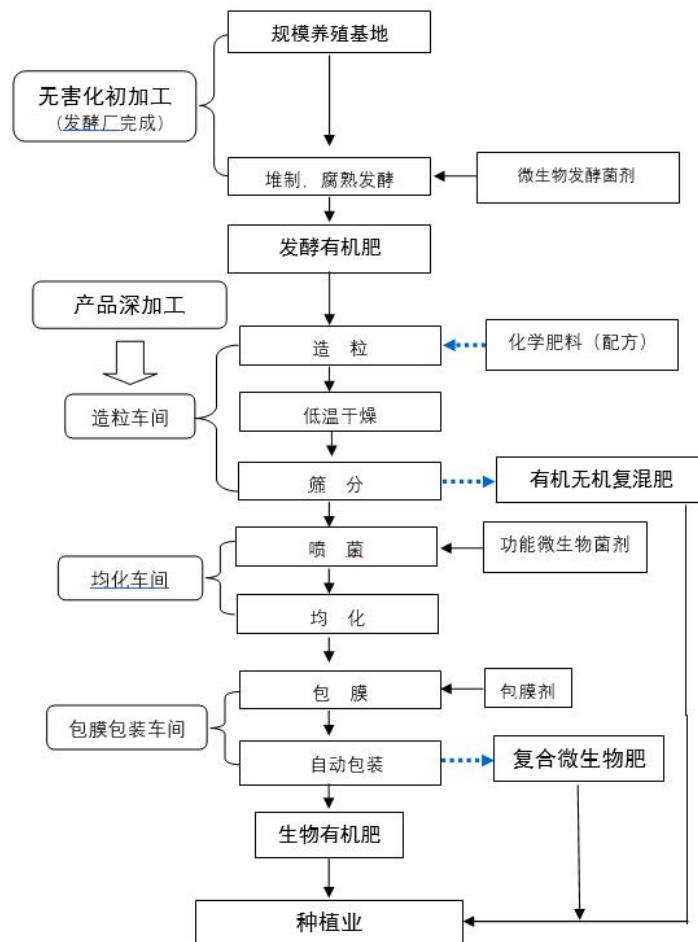 规模养殖基地
无害化初加工
（发酵厂完成）
堆制，腐熟发酵
微生物发酵菌剂
发酵有机肥
产品深加工
造 粒
化学肥料（配方）
造粒车间
低温干燥
筛 分
有机无机复混肥
喷 菌
功能微生物菌剂
均化车间
均 化
包 膜
包膜剂
包膜包装车间
自动包装
复合微生物肥
生物有机肥
种植业